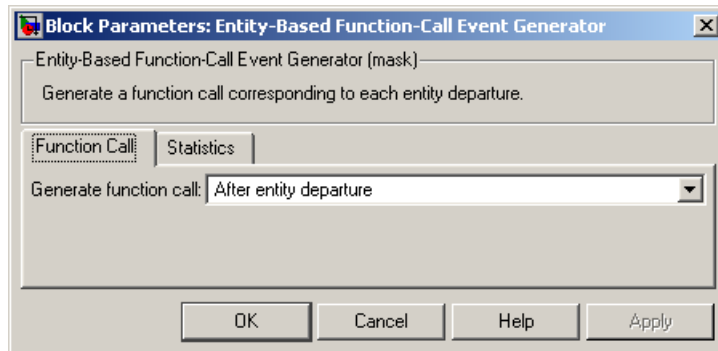 Block Parameters: Entity-Based Function-Call Event Generator
Entity-Based Function-Call Event Generator (mask)
Generate a function call corresponding to each entity departure.
Function Call Statistics
Generate function call: After entity departure
OK Cancel Help Apply